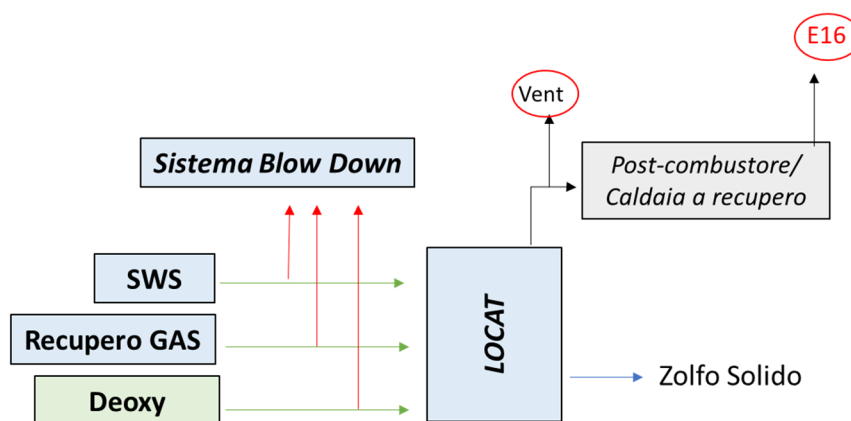 E16
Vent
Sistema Blow Down
Post-combustore/
Caldaia a recupero
SWS
Recupero GAS
Deoxy
LOCAT
Zolfo Solido